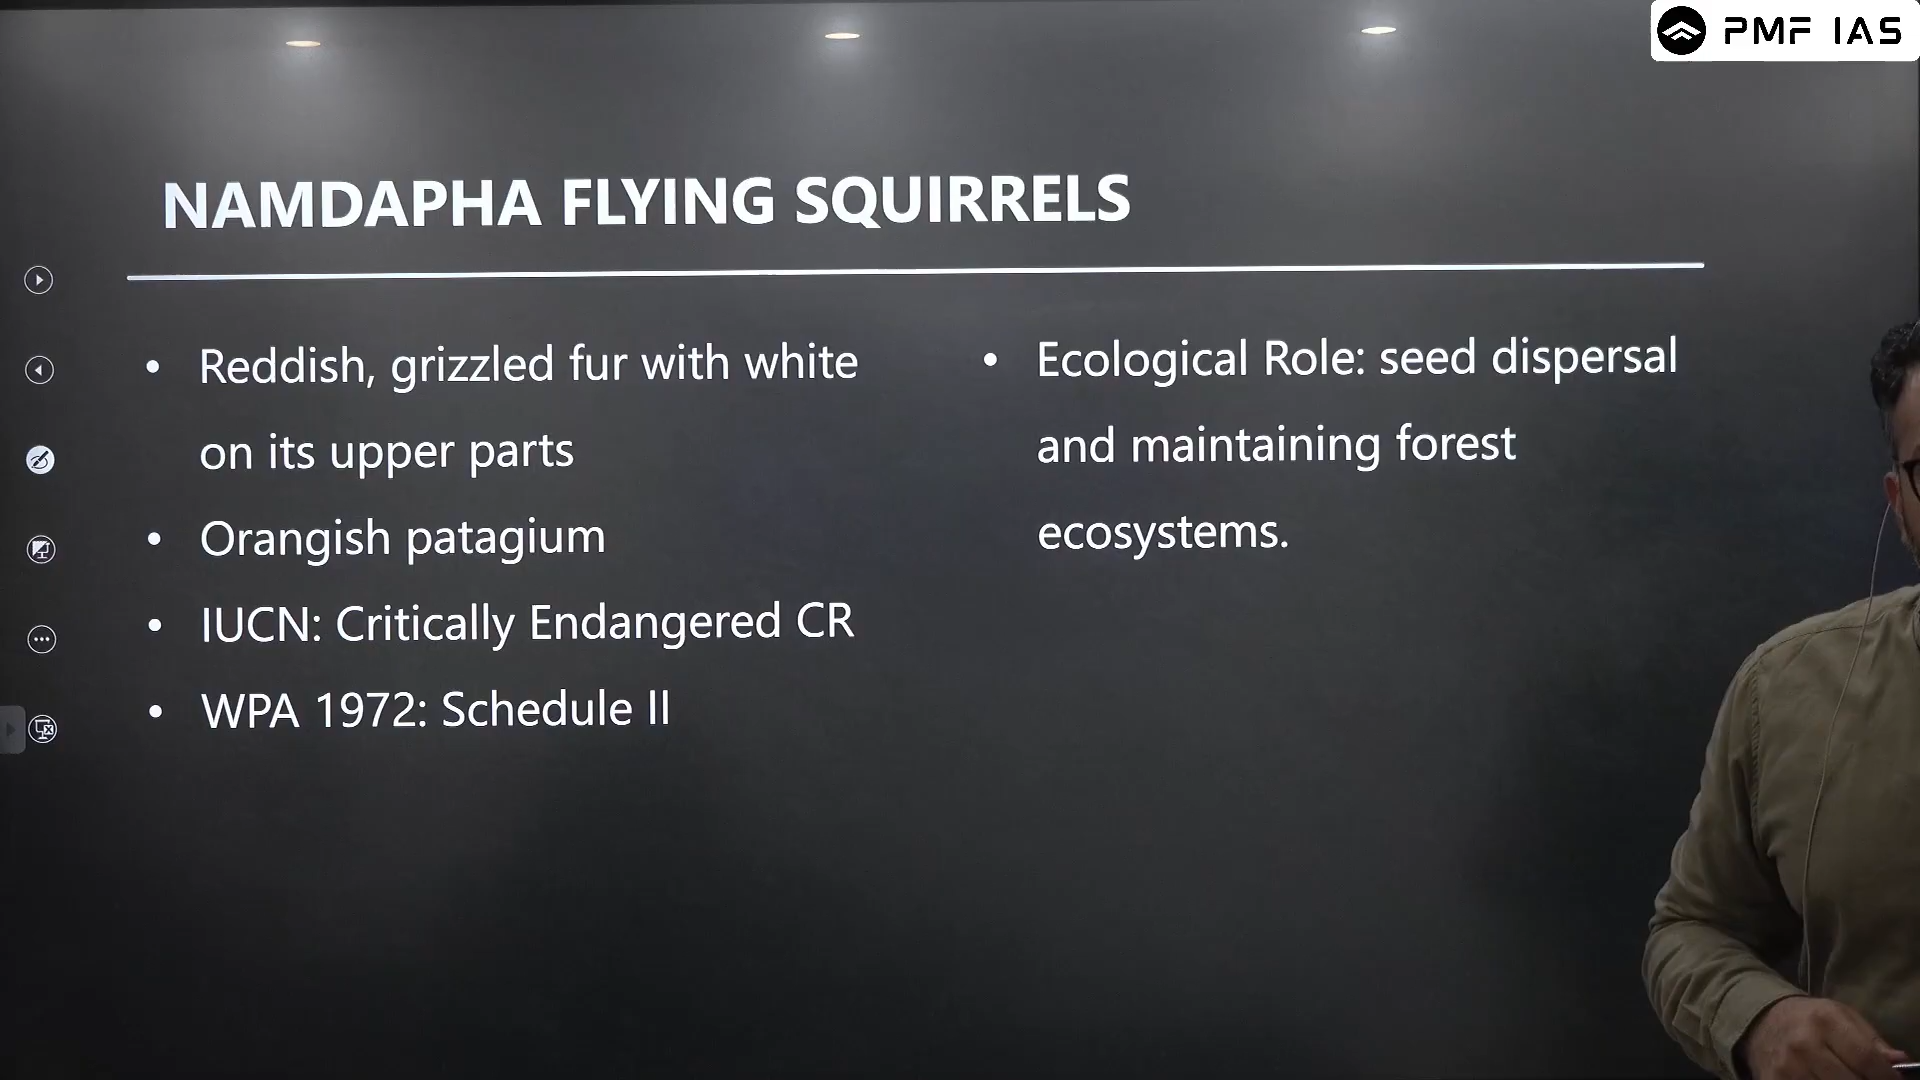 PMF IAS
NAMDAPHA FLYING SQUIRRELS
• Reddish, grizzled fur with white
on its upper parts
• Orangish patagium
• IUCN: Critically Endangered CR
• WPA 1972: Schedule II
• Ecological Role: seed dispersal
and maintaining forest
ecosystems.